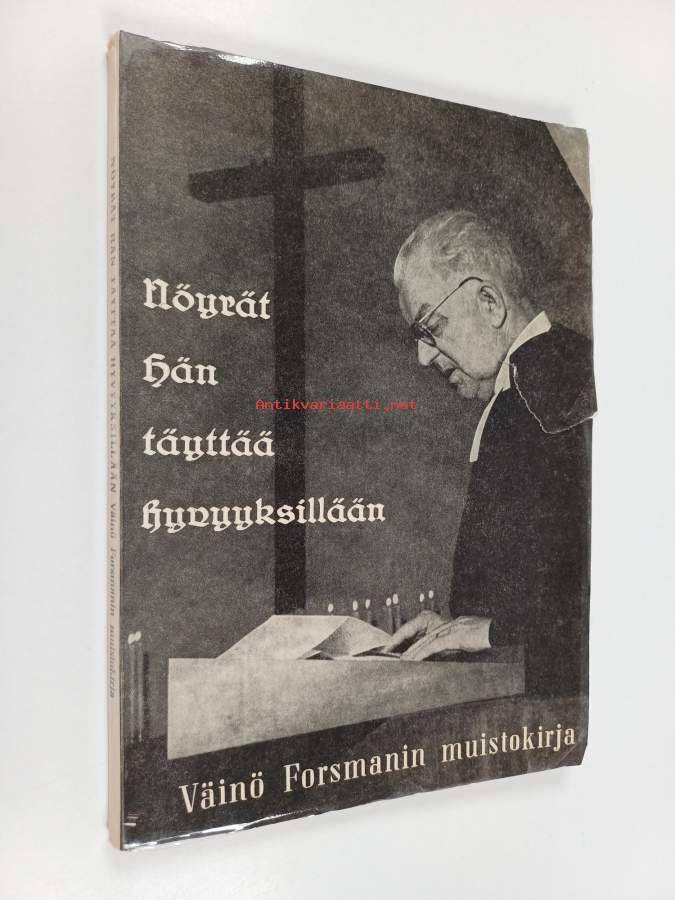 Nöyrät
Hän
täyttää
hyvyyksillään
Väinö Forsmanin muistokirja
NÖYRÄT HÄN TÄYTTÄÄ HYVYYKSILLÄÄN Väinö Forsmanin muistokirja
Antikvariaatti.net